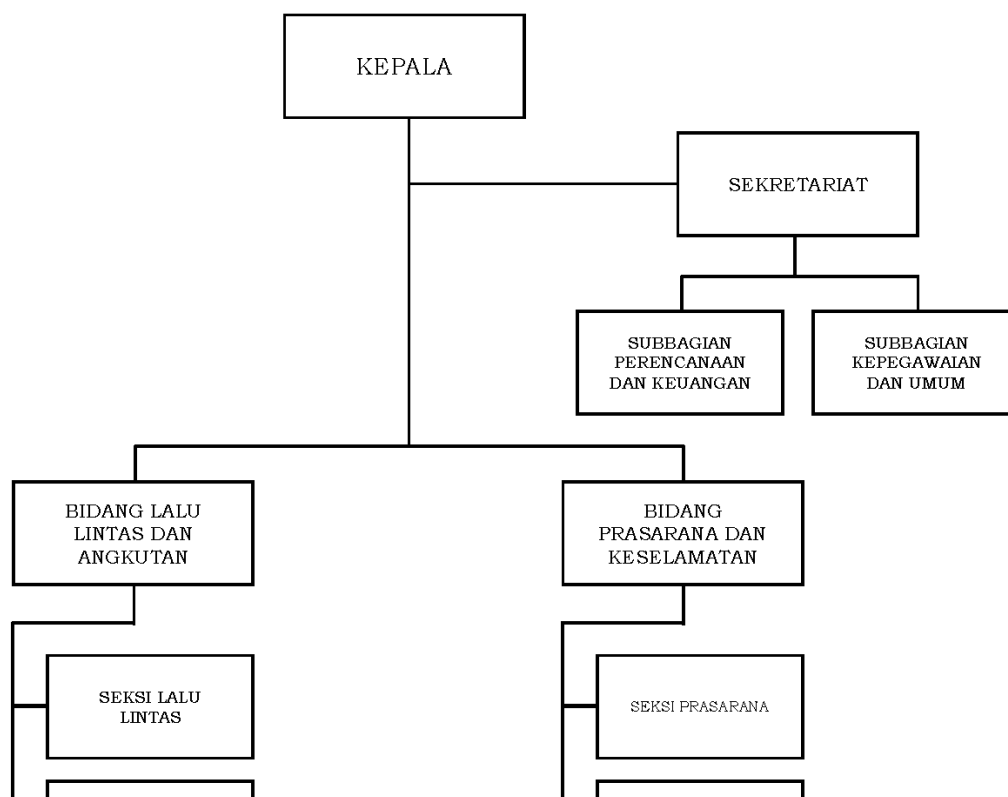 KEPALA
SEKRETARIAT
SUBBAGIAN
PERENCANAAN
DAN KEUANGAN
SUBBAGIAN
KEPEGAWAIAN
DAN UMUM
BIDANG LALU
LINTAS DAN
ANGKUTAN
BIDANG
PRASARANA DAN
KESELAMATAN
SEKSI LALU
LINTAS
SEKSI PRASARANA